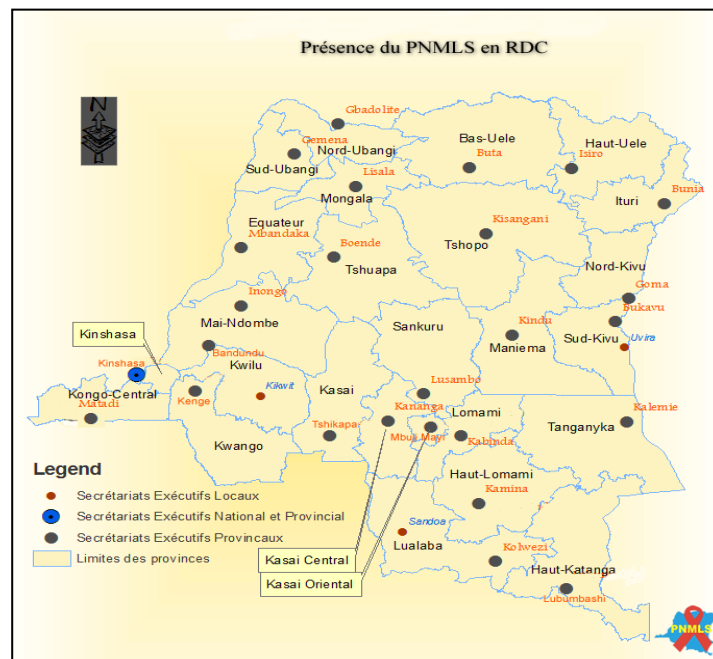 Présence du PNMLS en RDC
N
Gbadolite
Gemena
Nord-Ubangi
Sud-Ubangi
Bas-Uele
Buta
Haut-Uele
Isiro
Lisala
Mongala
Ituri
Bunia
Equateur
Mbandaka
Boende
Tshuapa
Kisangani
Tshopo
Nord-Kivu
Goma
Bukavu
Inongo
Mai-Ndombe
Sankuru
Kindu
Maniema
Sud-Kivu
Uvira
Kinshasa
Bandundu
Kwilu
Kinshasa
Kongo-Central
Matadi
Kenge
Kikwit
Kasai
Lusambo
Kananga
Lomami
Tshikapa
Mbuji Mayi
Kabinda
Kalemie
Tanganyka
Kwango
Haut-Lomami
Kamina
Sandoa
Lualaba
Kolwezi
Haut-Katanga
Lubumbashi
Kasai Central
Kasai Oriental
Legend
Secrétariats Exécutifs Locaux
Secrétariats Exécutifs National et Provincial
Secrétariats Exécutifs Provincaux
Limites des provinces
PNMLS